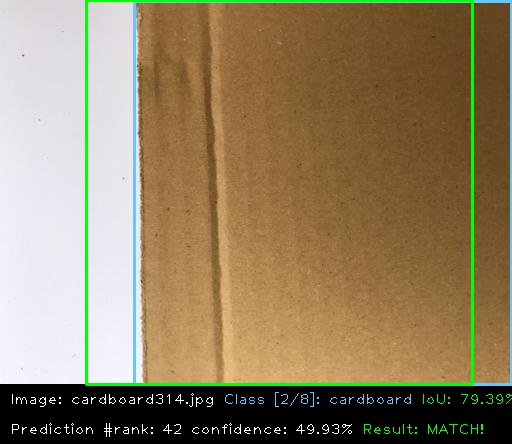 Image: cardboard314.jpg Class [2/8]: cardboard IoU: 79.39%
Prediction #rank: 42 confidence: 49.93% Result: MATCH!